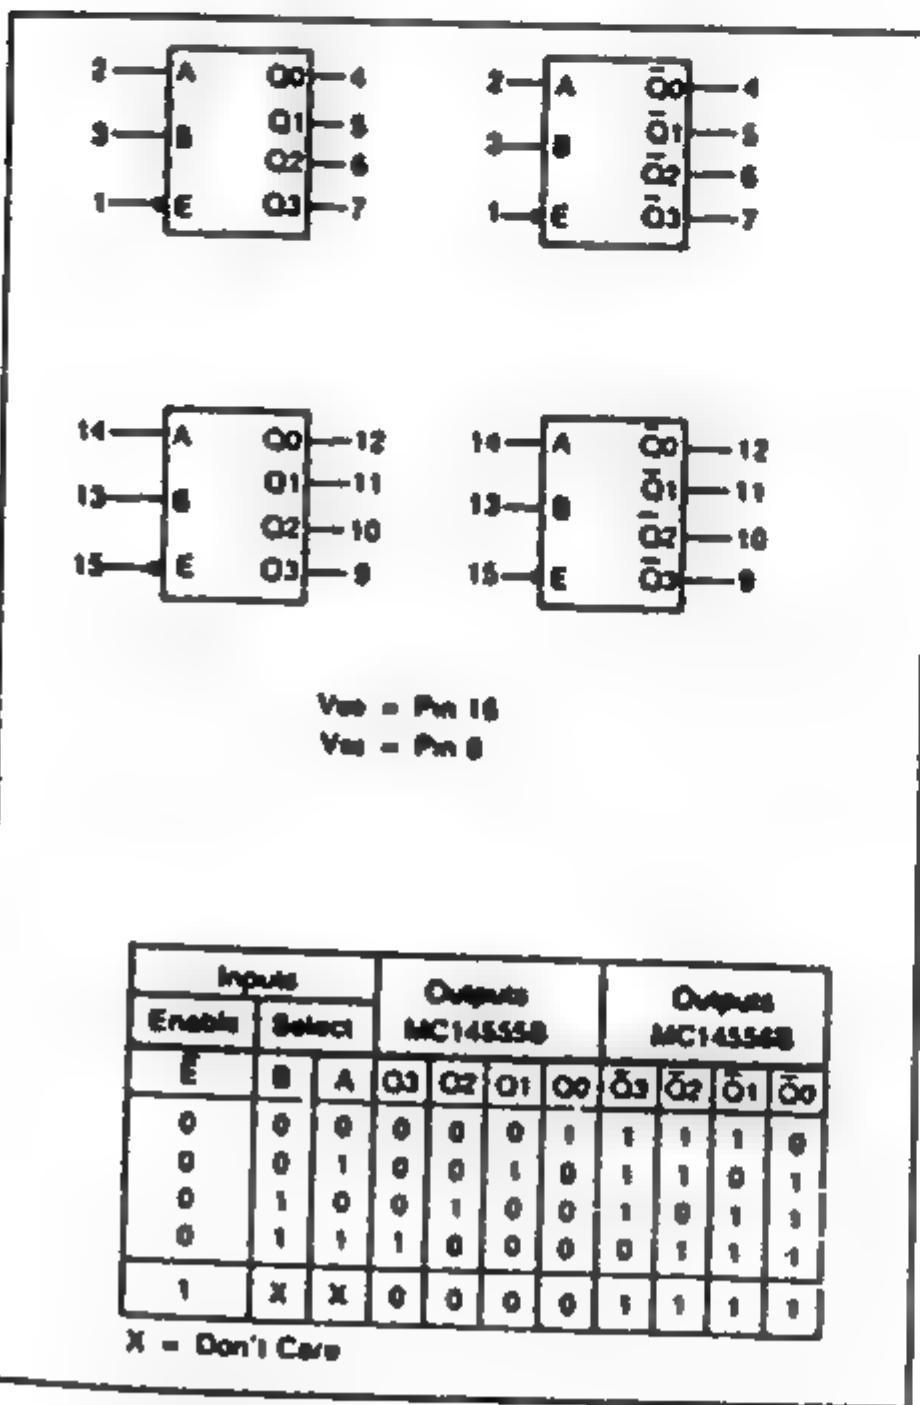 2 A Q0 4
3 B Q1 5
Q2 6
1 E Q3 7
2 A Q̅0 4
3 B Q̅1 5
Q̅2 6
1 E Q̅3 7
14 A Q0 12
13 B Q1 11
Q2 10
15 E Q3 9
14 A Q̅0 12
13 B Q̅1 11
Q̅2 10
15 E Q̅3 9
VDD = Pin 16
VSS = Pin 8
Inputs Outputs MC14555B Outputs MC14556B
Enable Select
E̅ B A Q3 Q2 Q1 Q0 Q̅3 Q̅2 Q̅1 Q̅0
0 0 0 0 0 0 1 1 1 1 0
0 0 1 0 0 1 0 1 1 0 1
0 1 0 0 1 0 0 1 0 1 1
0 1 1 1 0 0 0 0 1 1 1
1 X X 0 0 0 0 1 1 1 1
X = Don't Care